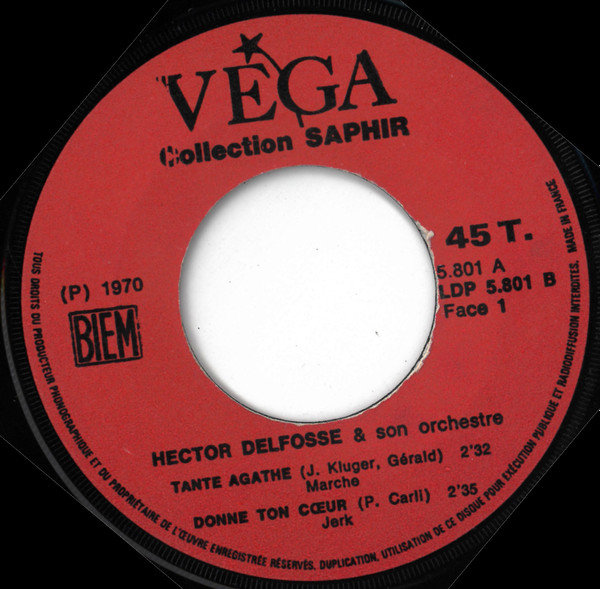 VÉGA
Collection SAPHIR
45 T.
(P) 1970
5.801 A
LDP 5.801 B
Face 1
BIEM
HECTOR DELFOSSE & son orchestre
TANTE AGATHE (J. Kluger, Gérald) 2'32
Marche
DONNE TON CŒUR (P. Carli) 2'35
Jerk
TOUS DROITS DU PRODUCTEUR PHONOGRAPHIQUE ET DU PROPRIÉTAIRE DE L'ŒUVRE ENREGISTRÉE RÉSERVÉS. DUPLICATION, UTILISATION DE CE DISQUE POUR EXÉCUTION PUBLIQUE ET RADIODIFFUSION INTERDITES. MADE IN FRANCE